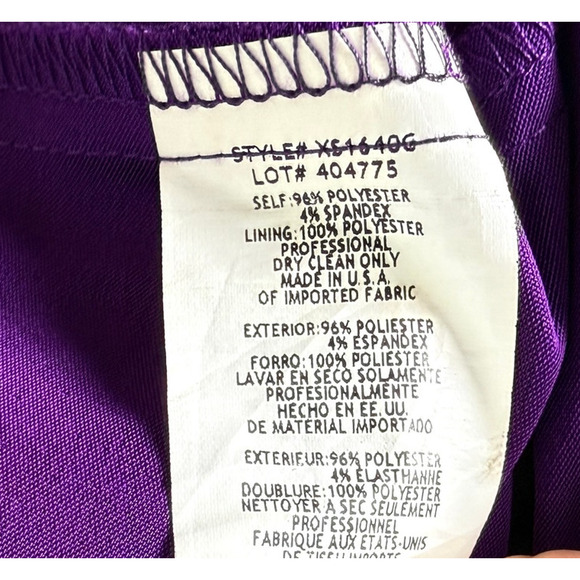 STYLE# XS1640G
LOT# 404775
SELF:96% POLYESTER
4% SPANDEX
LINING:100% POLYESTER
PROFESSIONAL
DRY CLEAN ONLY
MADE IN U.S.A.
OF IMPORTED FABRIC
EXTERIOR:96% POLIESTER
4% ESPANDEX
FORRO:100% POLIESTER
LAVAR EN SECO SOLAMENTE
PROFESIONALMENTE
HECHO EN EE.UU.
DE MATERIAL IMPORTADO
EXTERIEUR:96% POLYESTER
4% ELASTHANNE
DOUBLURE:100% POLYESTER
NETTOYER A SEC SEULEMENT
PROFESSIONNEL
FABRIQUE AUX ETATS-UNIS
DE TISSU IMPORTE